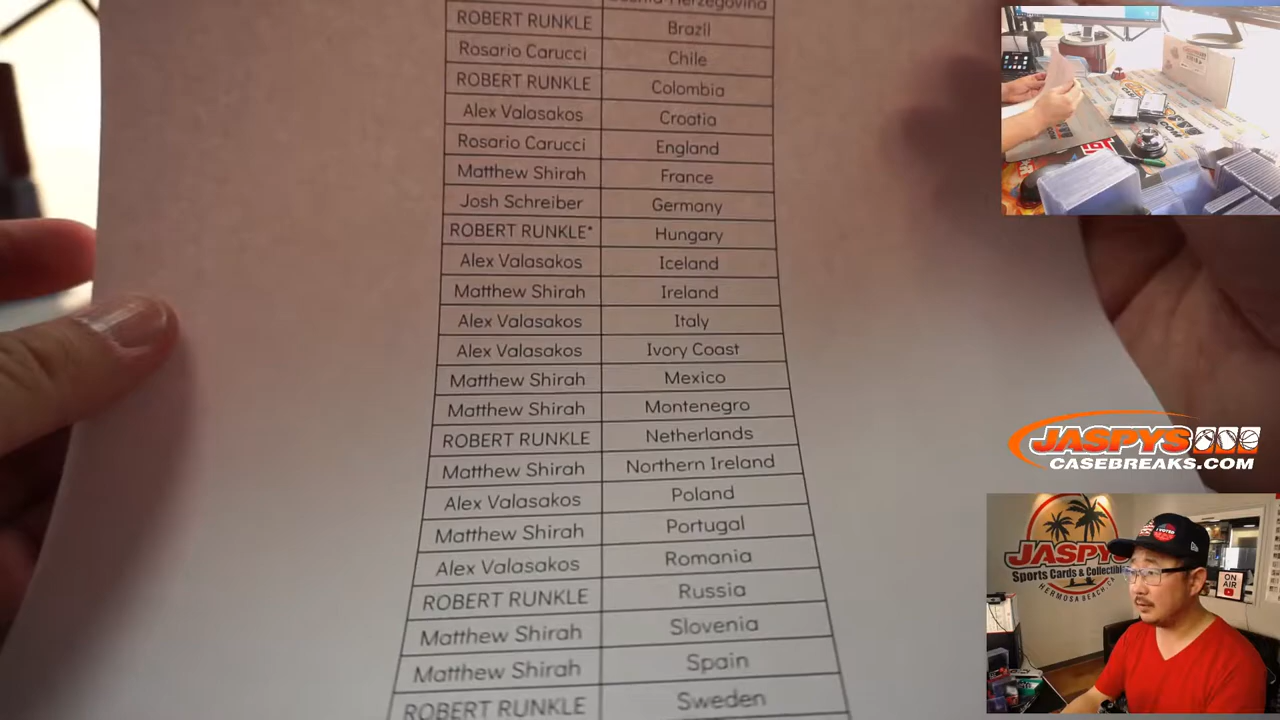 Bosnia-Herzegovina
ROBERT RUNKLE Brazil
Rosario Carucci Chile
ROBERT RUNKLE Colombia
Alex Valasakos Croatia
Rosario Carucci England
Matthew Shirah France
Josh Schreiber Germany
ROBERT RUNKLE* Hungary
Alex Valasakos Iceland
Matthew Shirah Ireland
Alex Valasakos Italy
Alex Valasakos Ivory Coast
Matthew Shirah Mexico
Matthew Shirah Montenegro
ROBERT RUNKLE Netherlands
Matthew Shirah Northern Ireland
Alex Valasakos Poland
Matthew Shirah Portugal
Alex Valasakos Romania
ROBERT RUNKLE Russia
Matthew Shirah Slovenia
Matthew Shirah Spain
ROBERT RUNKLE Sweden
JASPYS
CASEBREAKS.COM
JASPYS
Sports Cards & Collectibl
HERMOSA BEACH, CA
ON
AIR